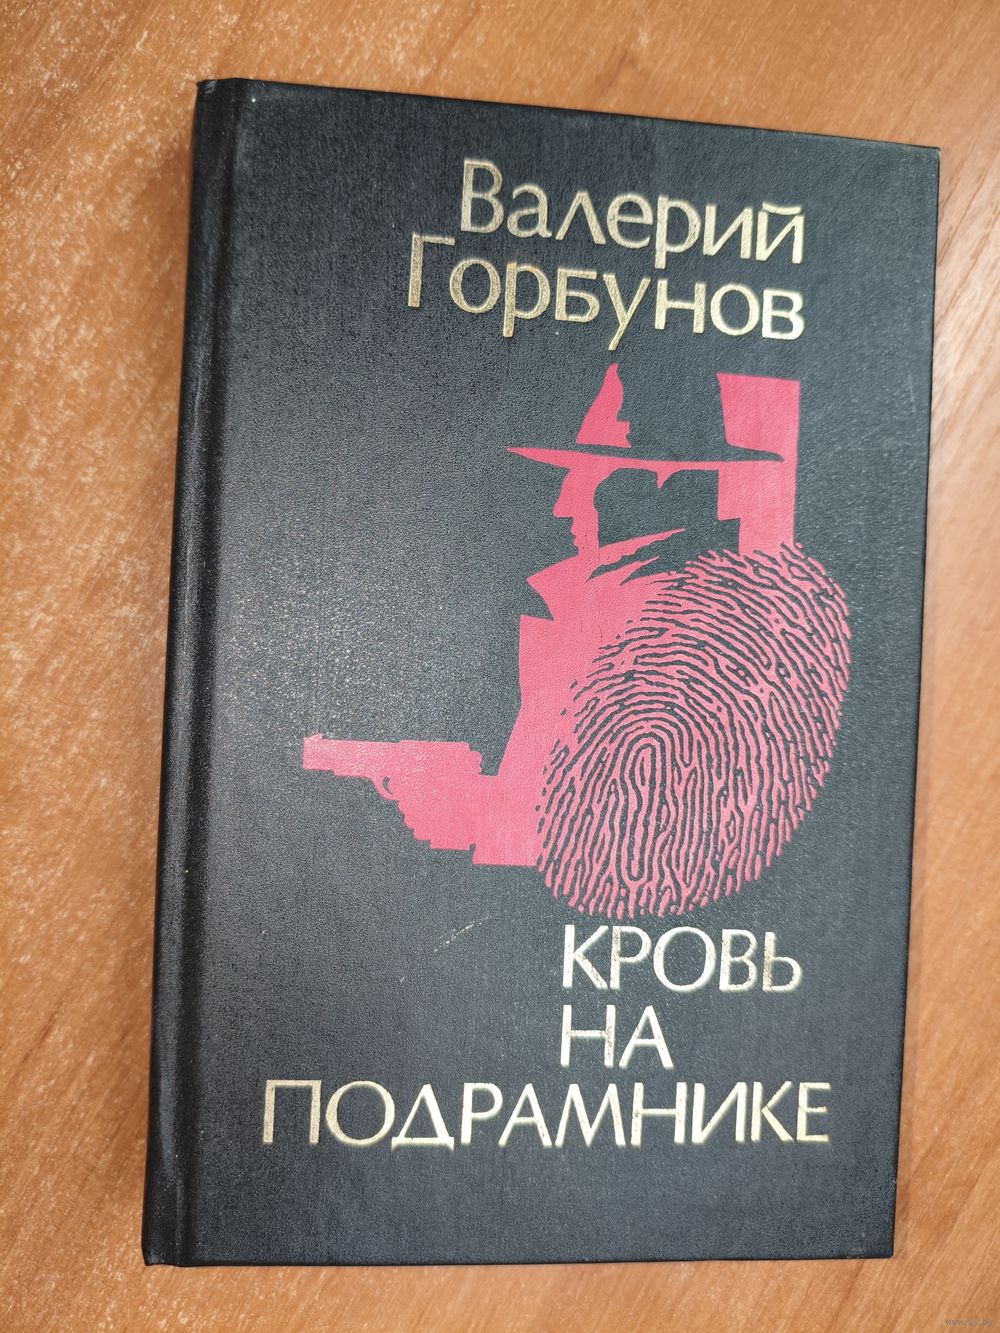 Валерий
Горбунов
КРОВЬ
НА
ПОДРАМНИКЕ